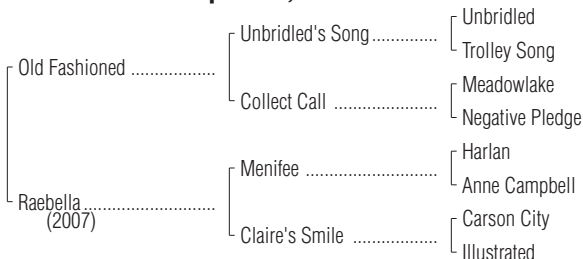 Unbridled
Unbridled's Song ..............
Trolley Song
Old Fashioned ..................
Meadowlake
Collect Call ......................
Negative Pledge
Harlan
Menifee ............................
Anne Campbell
Raebella ............................
(2007)
Carson City
Claire's Smile ..................
Illustrated